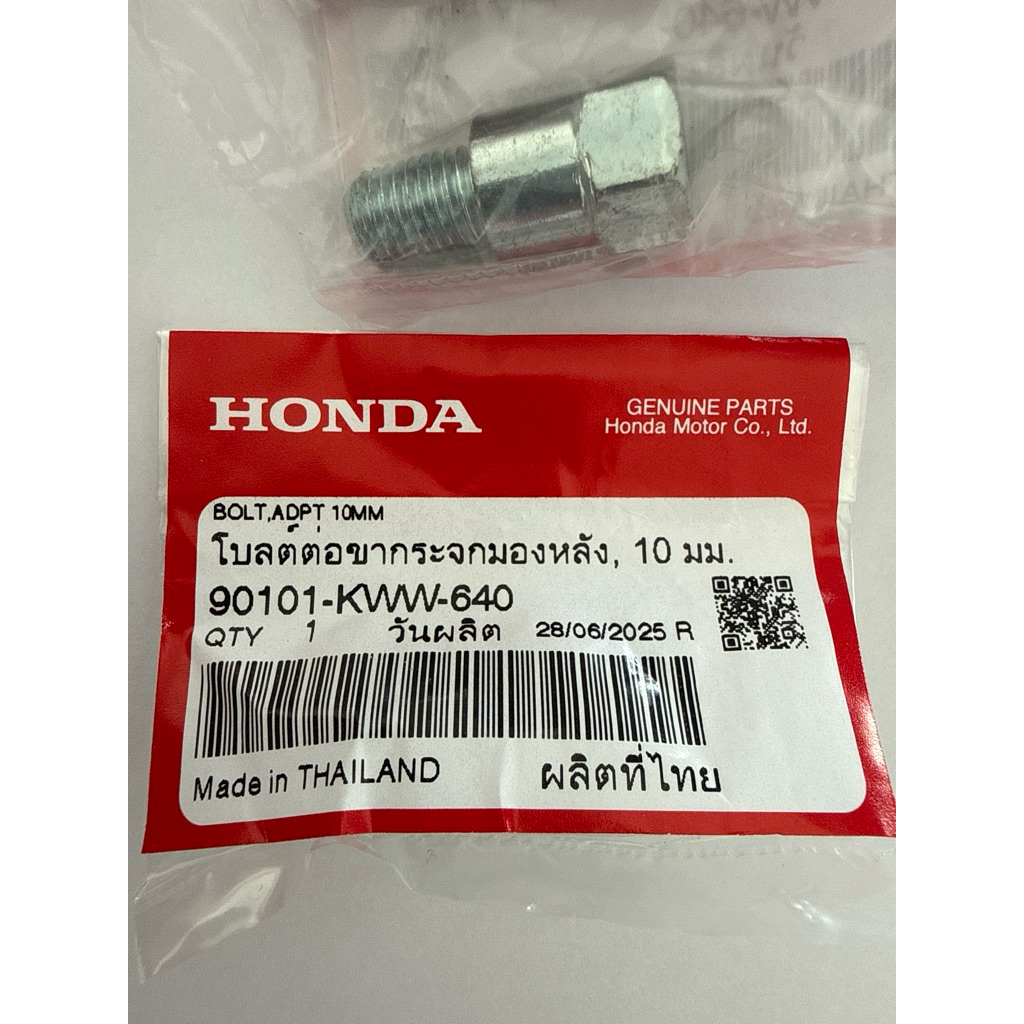 HONDA
GENUINE PARTS
Honda Motor Co., Ltd.
BOLT,ADPT 10MM
โบลต์ต่อขากระจกมองหลัง, 10 มม.
90101-KWW-640
QTY 1 วันผลิต 28/06/2025 R
Made in THAILAND ผลิตที่ไทย